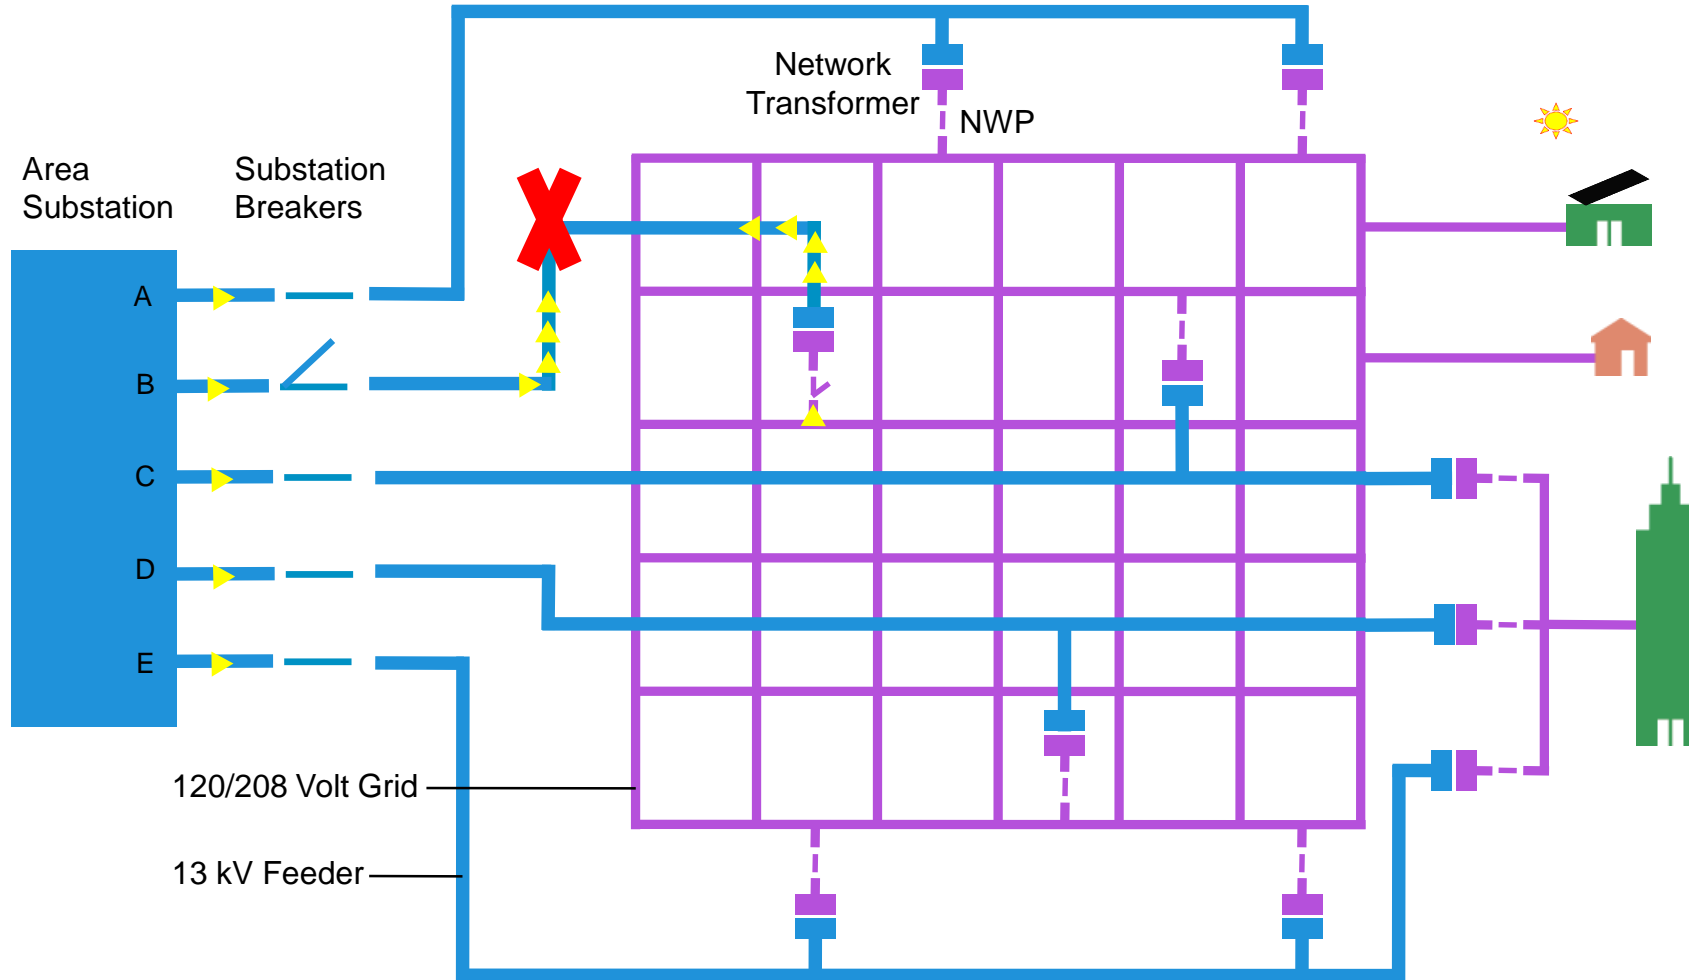 Network
Transformer
NWP
Area
Substation
Substation
Breakers
A
B
C
D
E
120/208 Volt Grid
13 kV Feeder